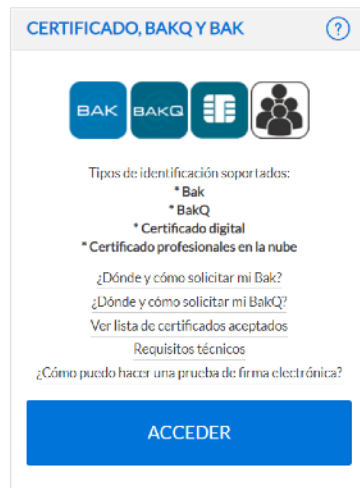 CERTIFICADO, BAKQ Y BAK ?
BAK BAKQ
Tipos de identificación soportados:
* Bak
* BakQ
* Certificado digital
* Certificado profesionales en la nube
¿Dónde y cómo solicitar mi Bak?
¿Dónde y cómo solicitar mi BakQ?
Ver lista de certificados aceptados
Requisitos técnicos
¿Cómo puedo hacer una prueba de firma electrónica?
ACCEDER